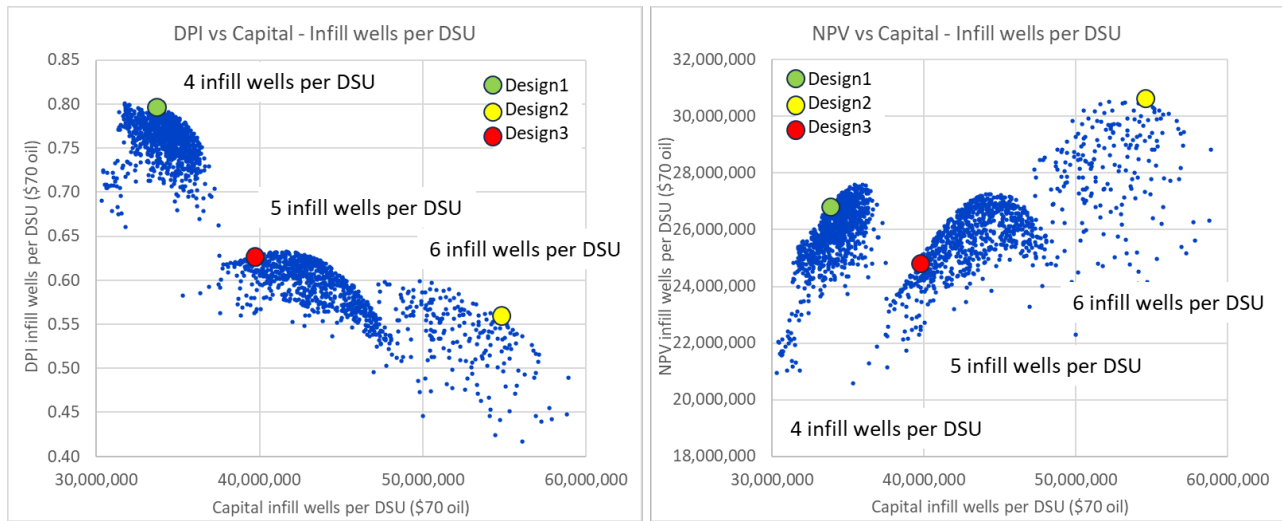 DPI vs Capital - Infill wells per DSU
DPI infill wells per DSU ($70 oil)
0.85
0.80
0.75
0.70
0.65
0.60
0.55
0.50
0.45
0.40
4 infill wells per DSU
5 infill wells per DSU
6 infill wells per DSU
Design1
Design2
Design3
30,000,000
40,000,000
50,000,000
60,000,000
Capital infill wells per DSU ($70 oil)
NPV vs Capital - Infill wells per DSU
NPV infill wells per DSU ($70 oil)
32,000,000
30,000,000
28,000,000
26,000,000
24,000,000
22,000,000
20,000,000
18,000,000
Design1
Design2
Design3
6 infill wells per DSU
5 infill wells per DSU
4 infill wells per DSU
30,000,000
40,000,000
50,000,000
60,000,000
Capital infill wells per DSU ($70 oil)